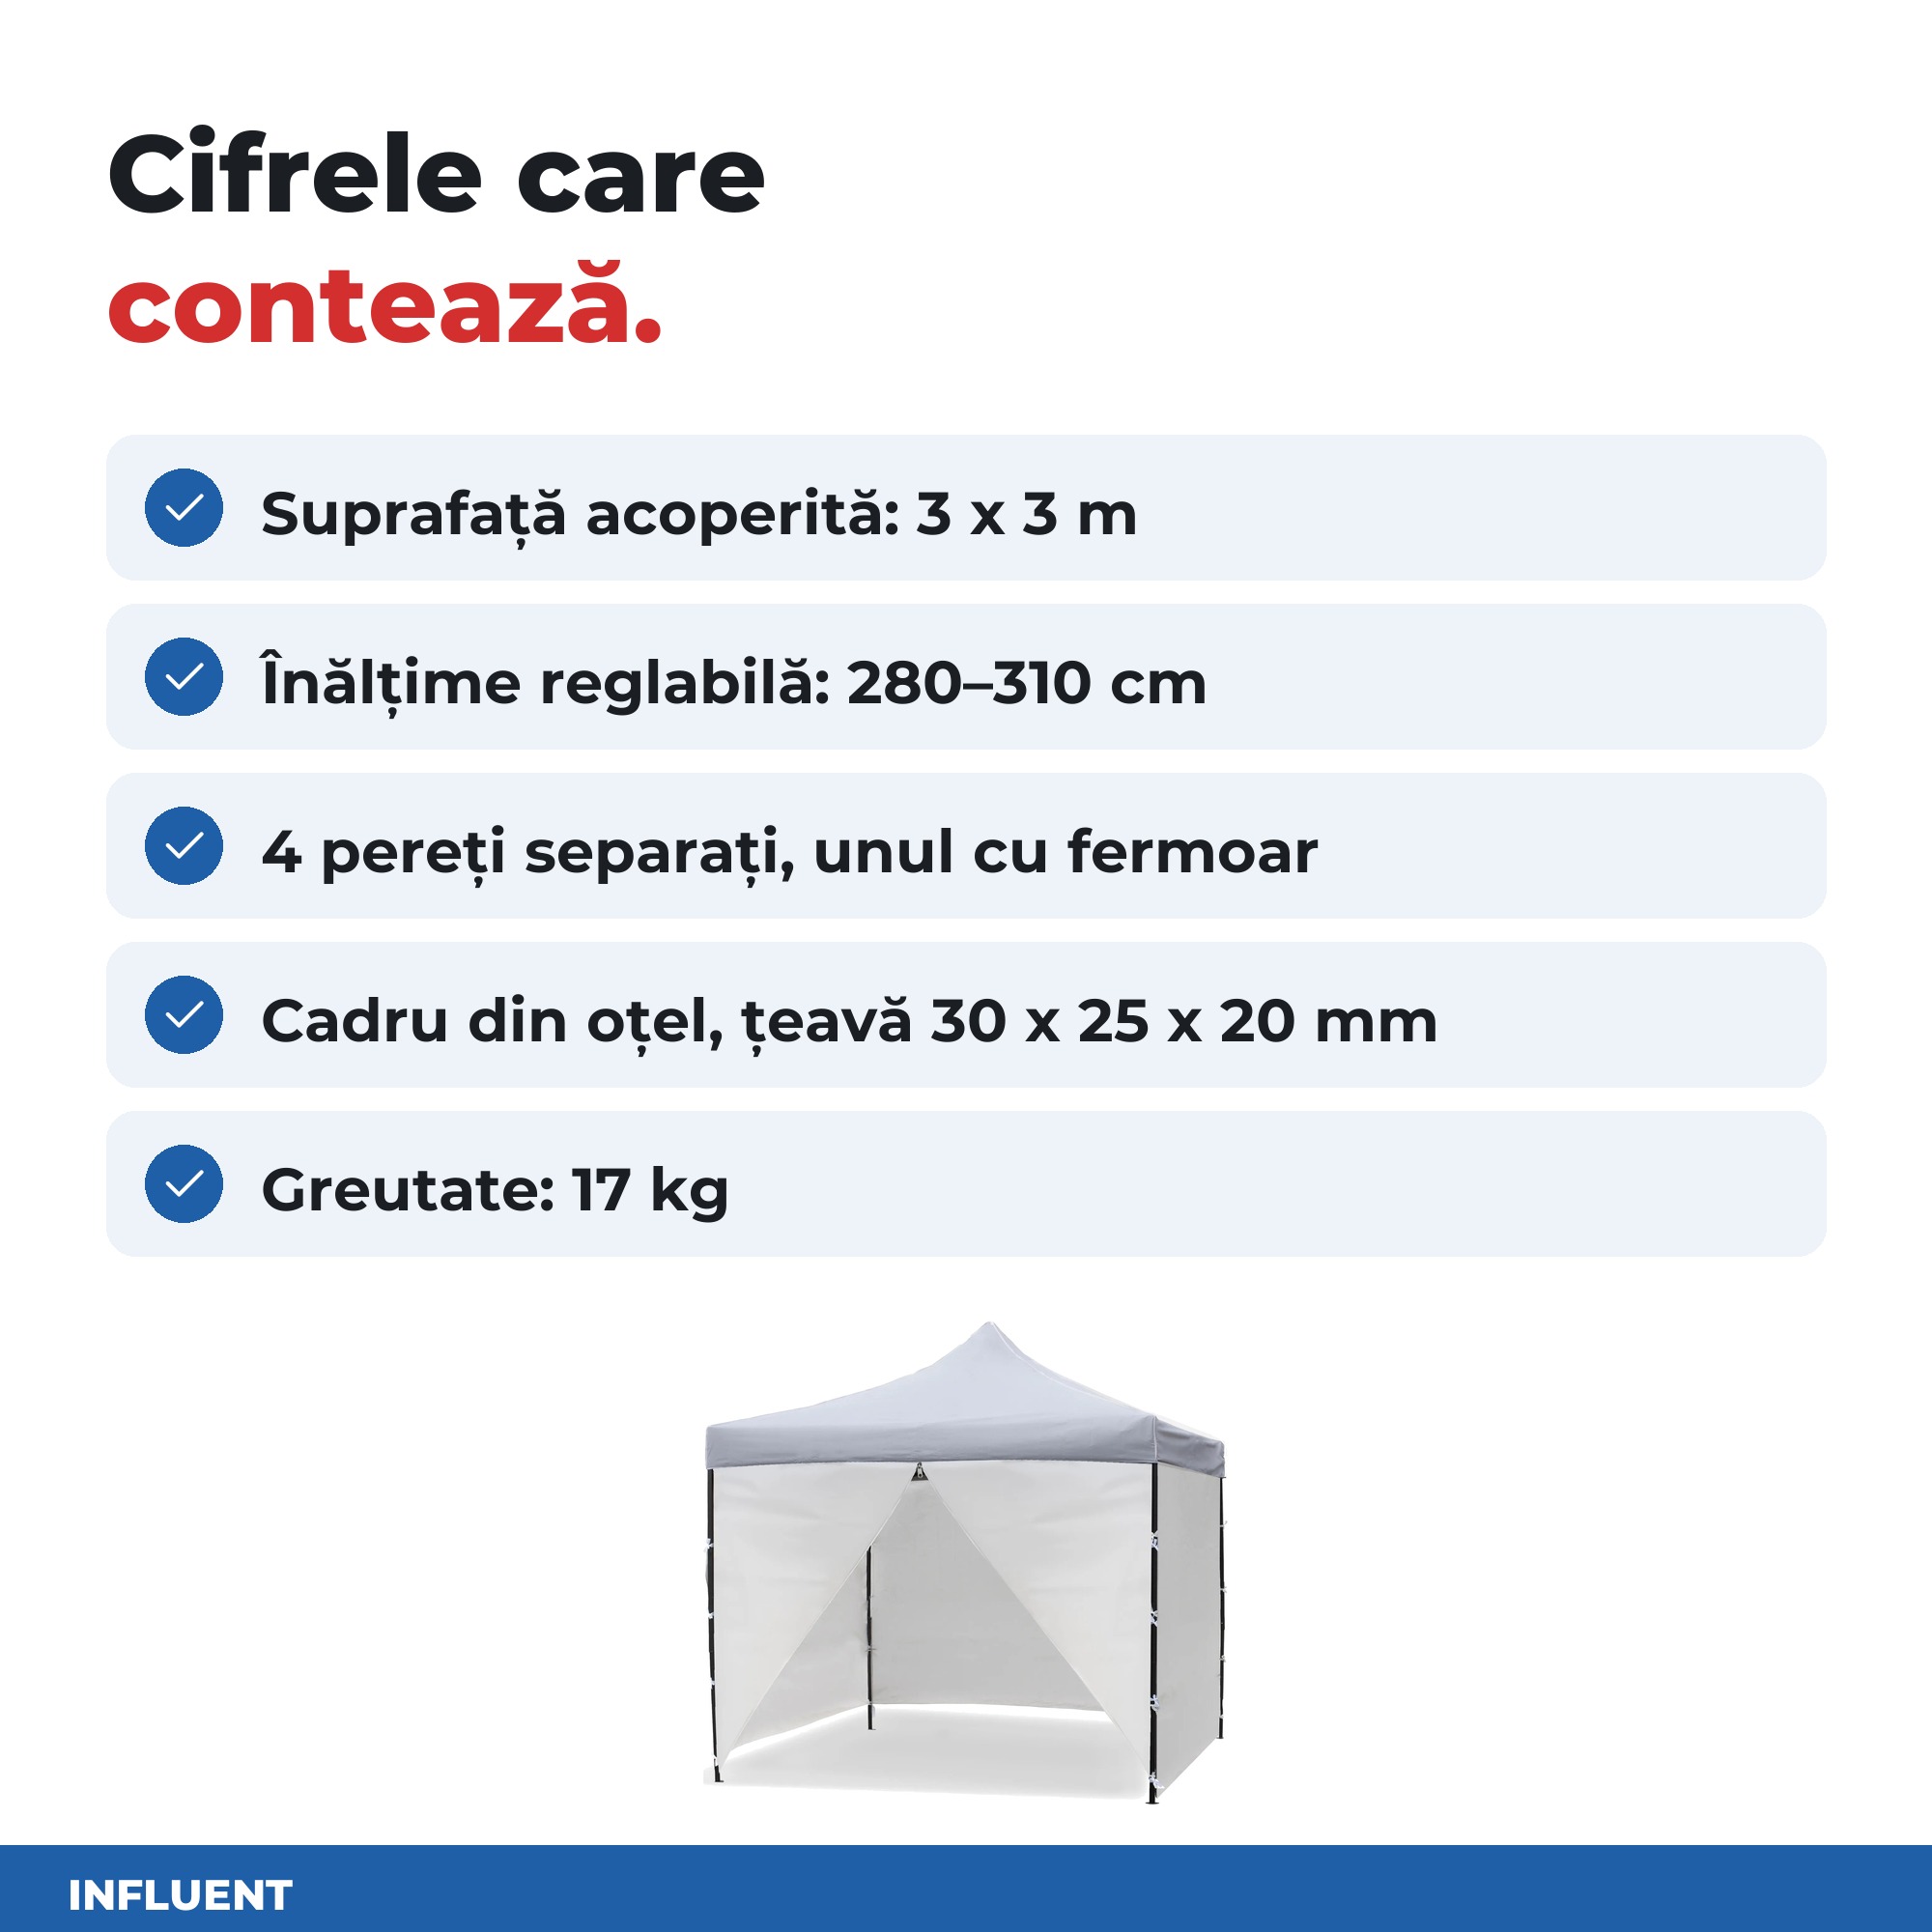 Cifrele care
contează.
Suprafață acoperită: 3 x 3 m
Înălțime reglabilă: 280–310 cm
4 pereți separați, unul cu fermoar
Cadru din oțel, țeavă 30 x 25 x 20 mm
Greutate: 17 kg
INFLUENT